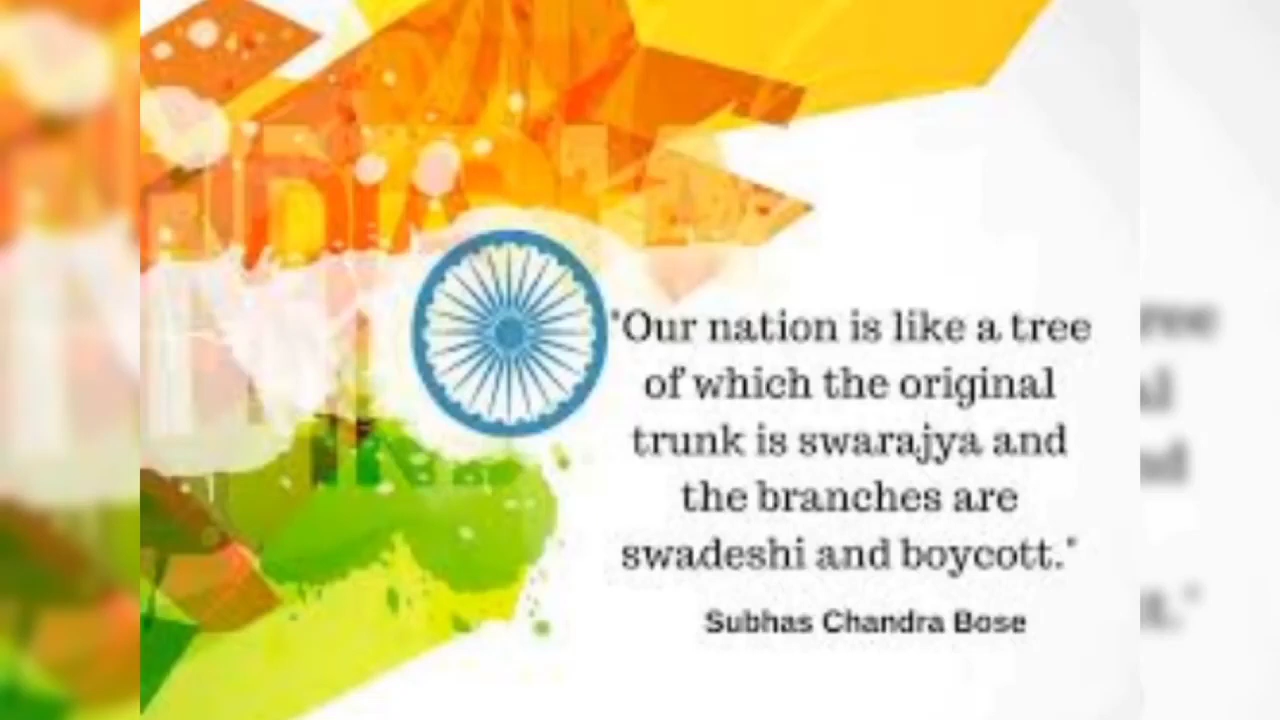 "Our nation is like a tree
of which the original
trunk is swarajya and
the branches are
swadeshi and boycott."
Subhas Chandra Bose